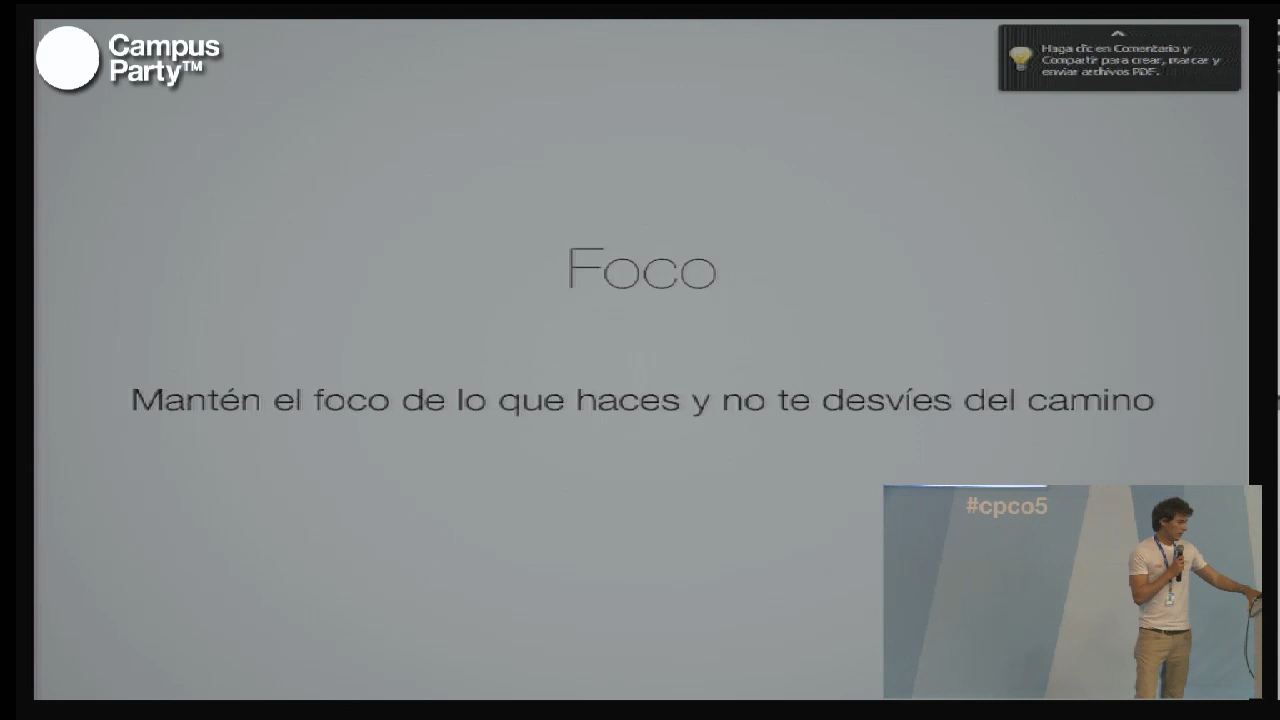 Campus
Party™
Haga clic en Comentario y
Compartir para crear, marcar y
enviar archivos PDF.
Foco
Mantén el foco de lo que haces y no te desvíes del camino
#cpco5